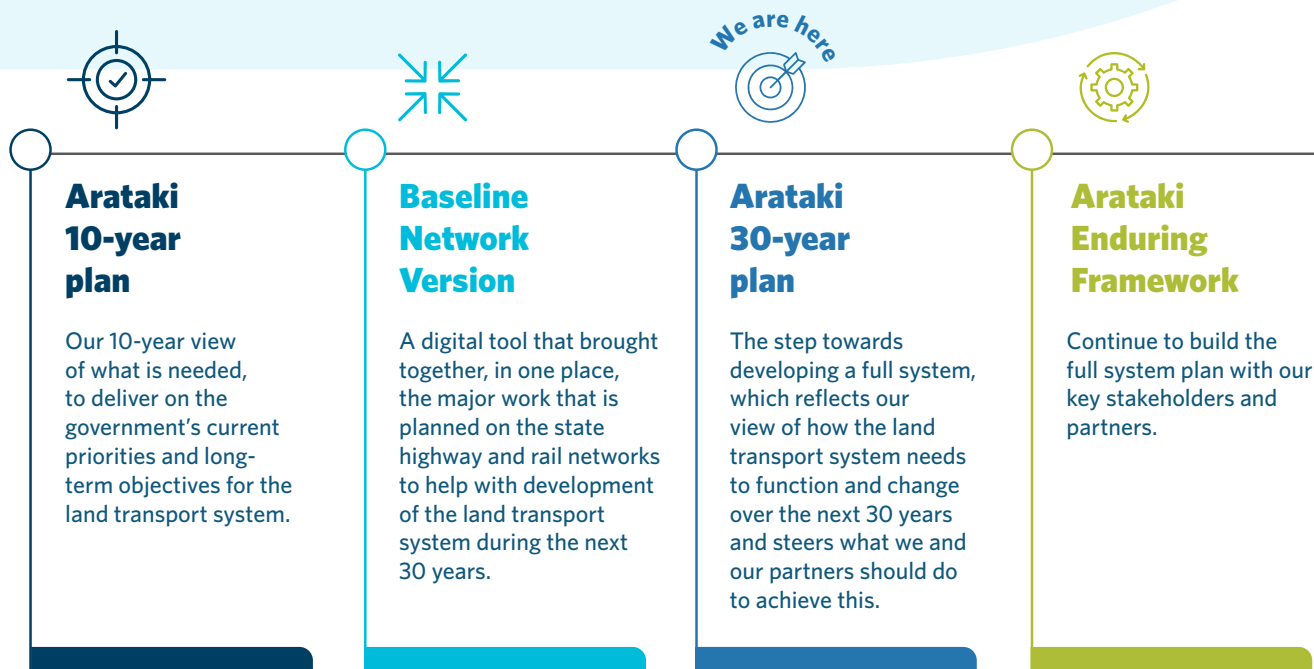 We are here
Arataki
10-year
plan
Our 10-year view
of what is needed,
to deliver on the
government's current
priorities and long-
term objectives for the
land transport system.
Baseline
Network
Version
A digital tool that brought
together, in one place,
the major work that is
planned on the state
highway and rail networks
to help with development
of the land transport
system during the next
30 years.
Arataki
30-year
plan
The step towards
developing a full system,
which reflects our
view of how the land
transport system needs
to function and change
over the next 30 years
and steers what we and
our partners should do
to achieve this.
Arataki
Enduring
Framework
Continue to build the
full system plan with our
key stakeholders and
partners.